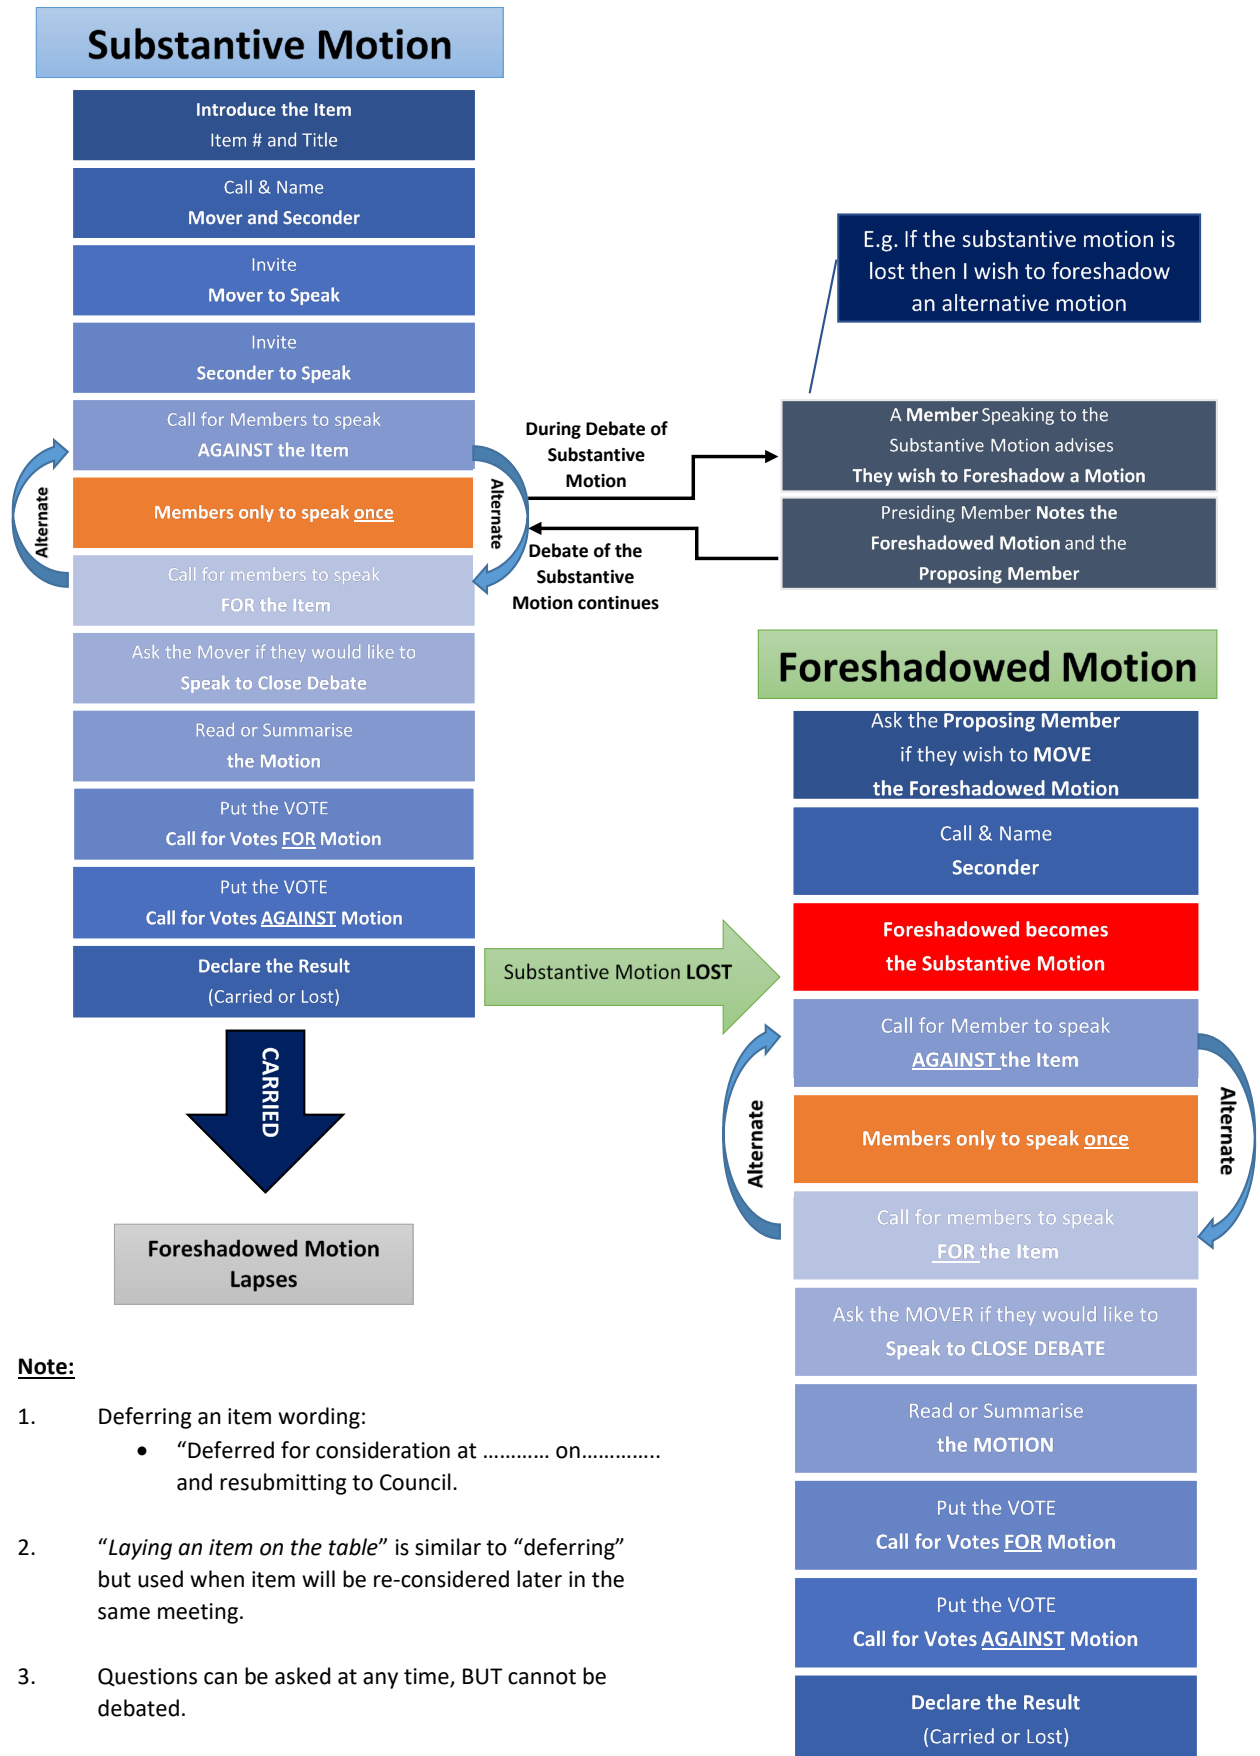 Substantive Motion
Introduce the Item
Item # and Title
Call & Name
Mover and Seconder
Invite
Mover to Speak
Invite
Seconder to Speak
Call for Members to speak
AGAINST the Item
Alternate
Members only to speak once
Alternate
Call for members to speak
FOR the Item
Ask the Mover if they would like to
Speak to Close Debate
Read or Summarise
the Motion
Put the VOTE
Call for Votes FOR Motion
Put the VOTE
Call for Votes AGAINST Motion
Declare the Result
(Carried or Lost)
CARRIED
Foreshadowed Motion
Lapses
During Debate of
Substantive
Motion
Debate of the
Substantive
Motion continues
E.g. If the substantive motion is
lost then I wish to foreshadow
an alternative motion
A Member Speaking to the
Substantive Motion advises
They wish to Foreshadow a Motion
Presiding Member Notes the
Foreshadowed Motion and the
Proposing Member
Substantive Motion LOST
Foreshadowed Motion
Ask the Proposing Member
if they wish to MOVE
the Foreshadowed Motion
Call & Name
Seconder
Foreshadowed becomes
the Substantive Motion
Call for Member to speak
AGAINST the Item
Alternate
Members only to speak once
Alternate
Call for members to speak
FOR the Item
Ask the MOVER if they would like to
Speak to CLOSE DEBATE
Read or Summarise
the MOTION
Put the VOTE
Call for Votes FOR Motion
Put the VOTE
Call for Votes AGAINST Motion
Declare the Result
(Carried or Lost)
Note:
1. Deferring an item wording:
• “Deferred for consideration at ………… on…………..
and resubmitting to Council.
2. “Laying an item on the table” is similar to “deferring”
but used when item will be re-considered later in the
same meeting.
3. Questions can be asked at any time, BUT cannot be
debated.